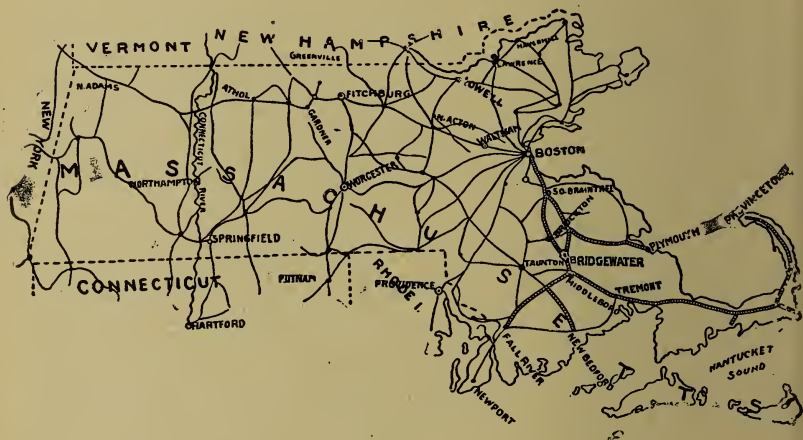 VERMONT
NEW HAMPSHIRE
GREENVILLE
HAVERHILL
LAWRENCE
LOWELL
N. ADAMS
ATHOL
FITCHBURG
GARDNER
N. ACTON
WALTHAM
NEW YORK
CONNECTICUT RIVER
BOSTON
MASSACHUSETTS
NORTHAMPTON
WORCESTER
SO. BRAINTREE
PROVINCETOWN
PLYMOUTH
SPRINGFIELD
TAUNTON
BRIDGEWATER
CONNECTICUT
PUTNAM
RHODE I.
PROVIDENCE
MIDDLEBORO
TREMONT
HARTFORD
FALL RIVER
NEW BEDFORD
NANTUCKET
SOUND
NEWPORT